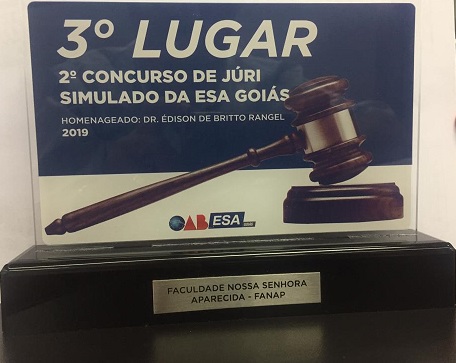 3º LUGAR
2º CONCURSO DE JÚRI
SIMULADO DA ESA GOIÁS
HOMENAGEADO: DR. ÉDISON DE BRITTO RANGEL
2019
OAB ESA
FACULDADE NOSSA SENHORA
APARECIDA - FANAP